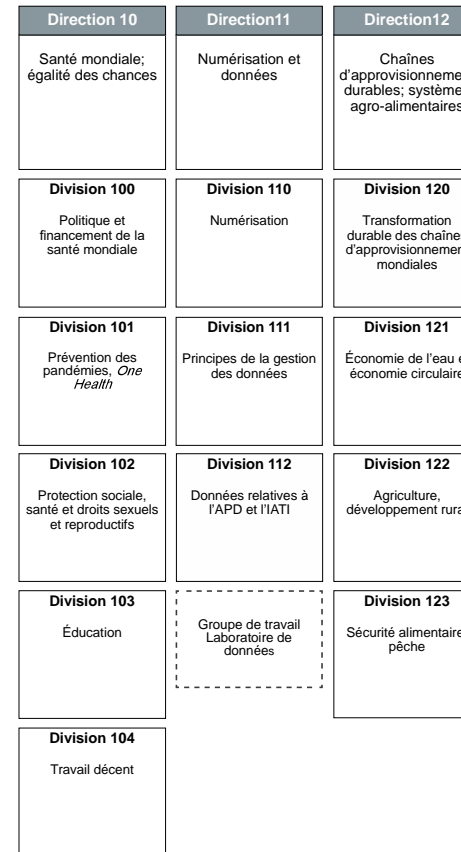 Direction 10
Santé mondiale;
égalité des chances
Division 100
Politique et
financement de la
santé mondiale
Division 101
Prévention des
pandémies, One
Health
Division 102
Protection sociale,
santé et droits sexuels
et reproductifs
Division 103
Éducation
Division 104
Travail décent
Direction11
Numérisation et
données
Division 110
Numérisation
Division 111
Principes de la gestion
des données
Division 112
Données relatives à
l'APD et l'IATI
Groupe de travail
Laboratoire de
données
Direction12
Chaînes
durables;
agro-alimentaires
Division 120
Transformation
durable des
mondiales
Division 121
Économie de l'eau
économie circulaire
Division 122
Agriculture,
développement
Division 123
Sécurité alimentaire
pêche